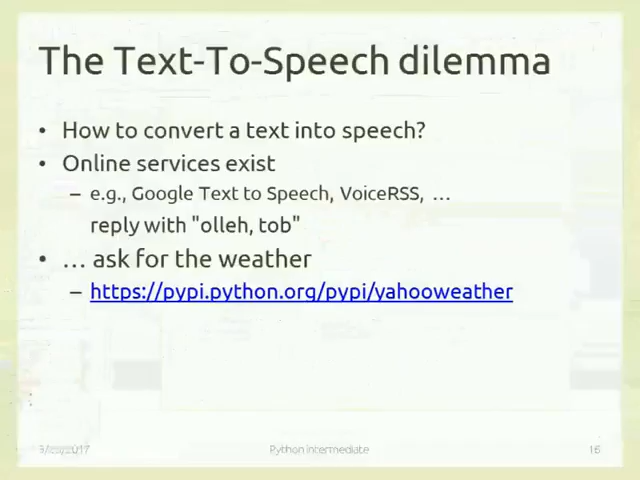 The Text-To-Speech dilemma
• How to convert a text into speech?
• Online services exist
– e.g., Google Text to Speech, VoiceRSS, …
reply with "olleh, tob"
• … ask for the weather
– https://pypi.python.org/pypi/yahooweather
Python intermediate
16